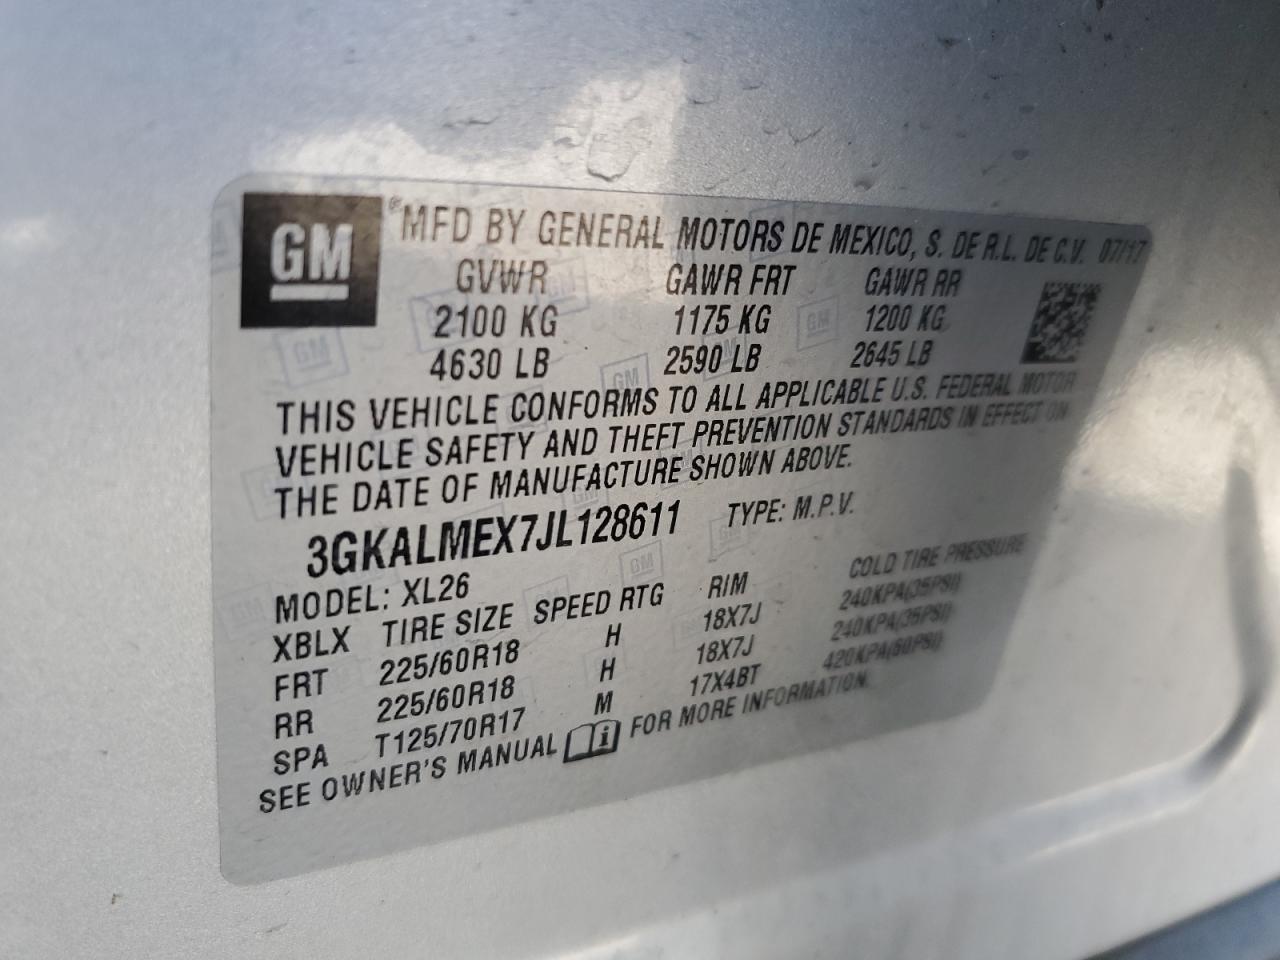 GM
® MFD BY GENERAL MOTORS DE MEXICO, S. DE R.L. DE C.V. 07/17
GVWR GAWR FRT GAWR RR
2100 KG 1175 KG 1200 KG
4630 LB 2590 LB 2645 LB
THIS VEHICLE CONFORMS TO ALL APPLICABLE U.S. FEDERAL MOTOR
VEHICLE SAFETY AND THEFT PREVENTION STANDARDS IN EFFECT ON
THE DATE OF MANUFACTURE SHOWN ABOVE.
3GKALMEX7JL128611 TYPE: M.P.V.
MODEL: XL26
XBLX TIRE SIZE SPEED RTG RIM COLD TIRE PRESSURE
FRT 225/60R18 H 18X7J 240KPA(35PSI)
RR 225/60R18 H 18X7J 240KPA(35PSI)
SPA T125/70R17 M 17X4BT 420KPA(60PSI)
SEE OWNER'S MANUAL i FOR MORE INFORMATION